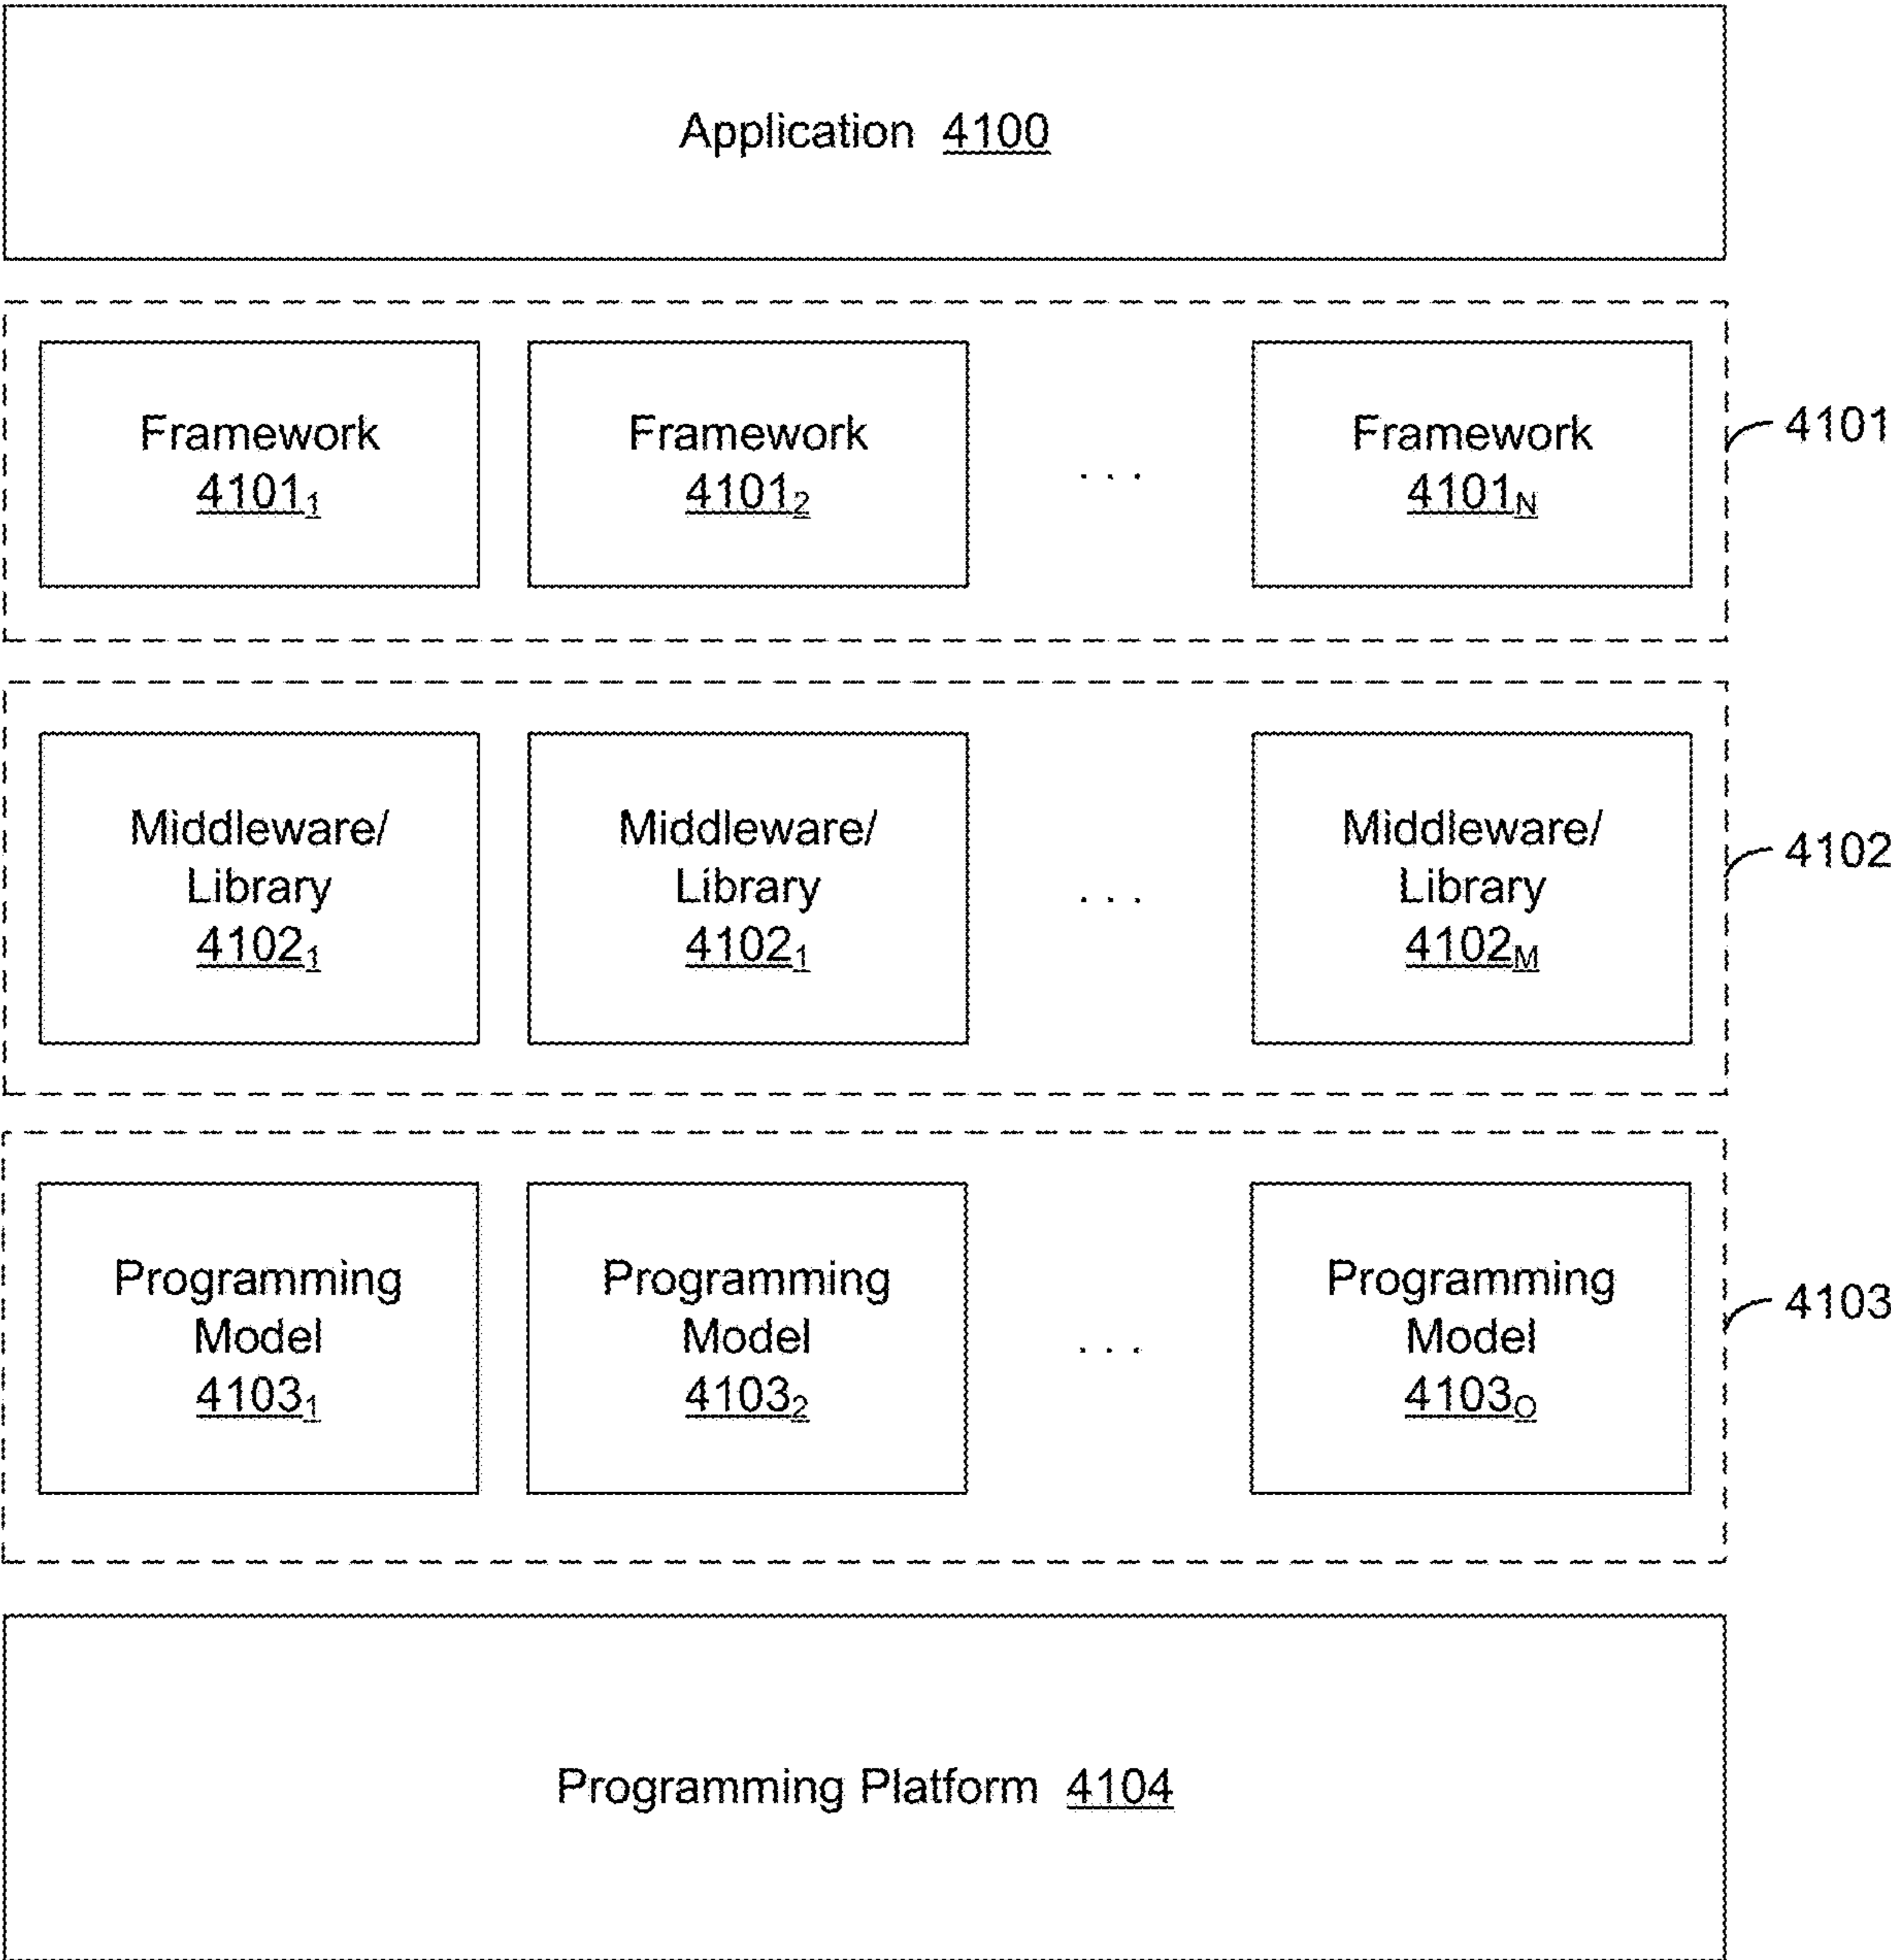 Application 4100
Framework
4101₁
Framework
4101₂
. . .
Framework
4101N
4101
Middleware/
Library
4102₁
Middleware/
Library
4102₁
. . .
Middleware/
Library
4102M
4102
Programming
Model
4103₁
Programming
Model
4103₂
. . .
Programming
Model
4103O
4103
Programming Platform 4104